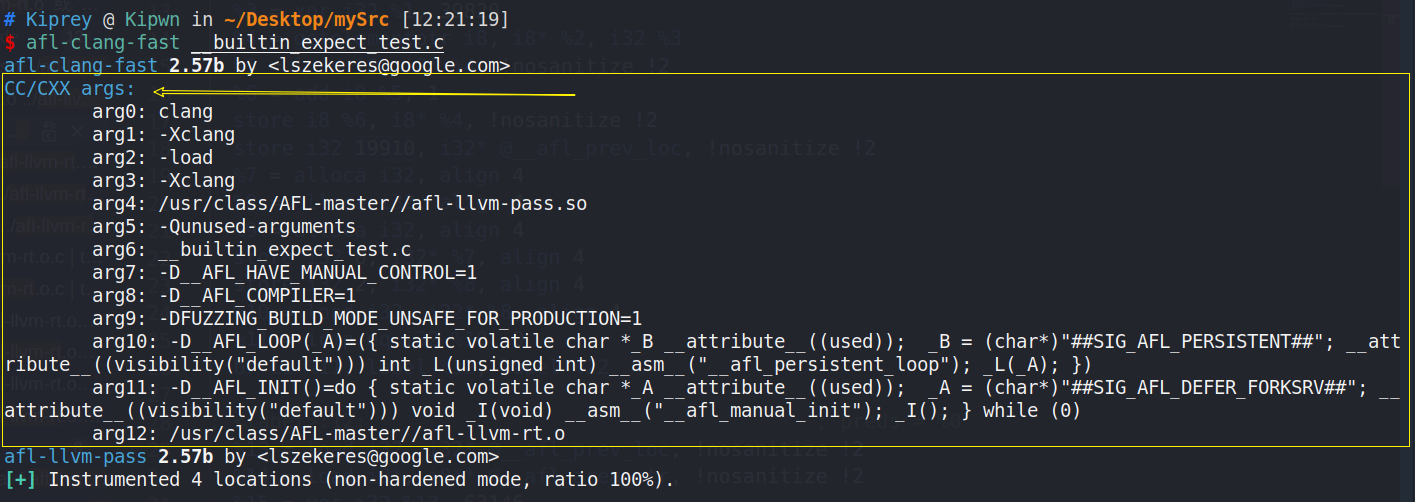 # Kiprey @ Kipwn in ~/Desktop/mySrc [12:21:19]
$ afl-clang-fast __builtin_expect_test.c
afl-clang-fast 2.57b by <lszekeres@google.com>
CC/CXX args:
arg0: clang
arg1: -Xclang
arg2: -load
arg3: -Xclang
arg4: /usr/class/AFL-master//afl-llvm-pass.so
arg5: -Qunused-arguments
arg6: __builtin_expect_test.c
arg7: -D__AFL_HAVE_MANUAL_CONTROL=1
arg8: -D__AFL_COMPILER=1
arg9: -DFUZZING_BUILD_MODE_UNSAFE_FOR_PRODUCTION=1
arg10: -D__AFL_LOOP(_A)=({ static volatile char *_B __attribute__((used));  _B = (char*)"##SIG_AFL_PERSISTENT##"; __att
ribute__((visibility("default"))) int _L(unsigned int) __asm__("__afl_persistent_loop"); _L(_A); })
arg11: -D__AFL_INIT()=do { static volatile char *_A __attribute__((used));  _A = (char*)"##SIG_AFL_DEFER_FORKSRV##"; __
attribute__((visibility("default"))) void _I(void) __asm__("__afl_manual_init"); _I(); } while (0)
arg12: /usr/class/AFL-master//afl-llvm-rt.o
afl-llvm-pass 2.57b by <lszekeres@google.com>
[+] Instrumented 4 locations (non-hardened mode, ratio 100%).